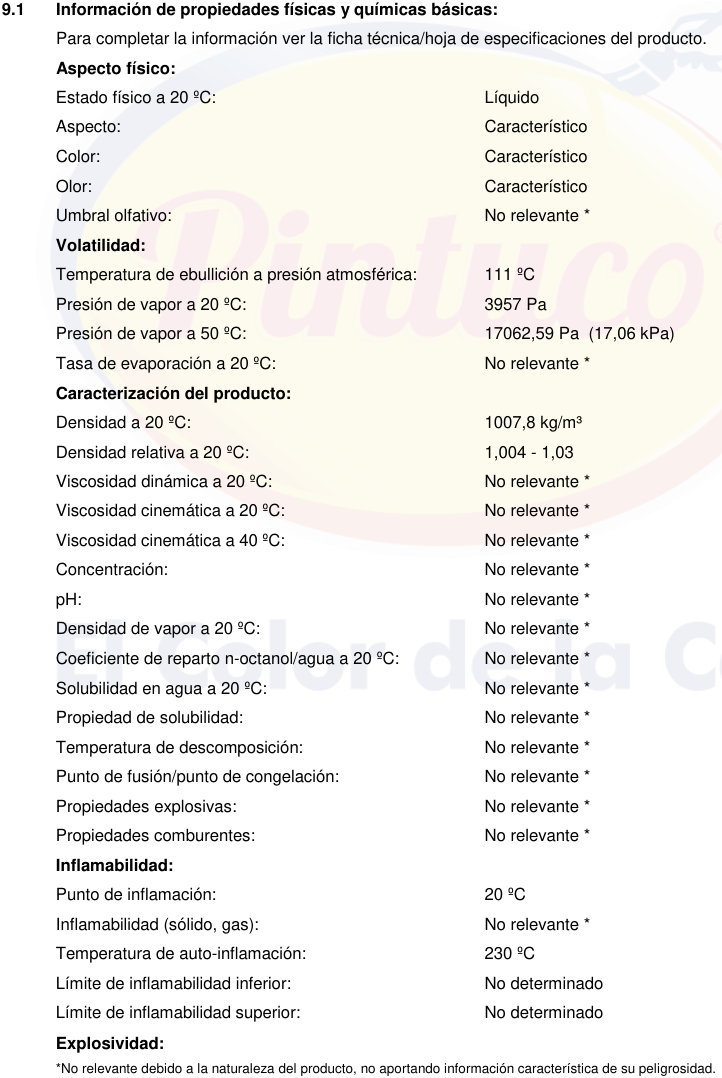 9.1 Información de propiedades físicas y químicas básicas:
Para completar la información ver la ficha técnica/hoja de especificaciones del producto.
Aspecto físico:
Estado físico a 20 ºC: Líquido
Aspecto: Característico
Color: Característico
Olor: Característico
Umbral olfativo: No relevante *
Volatilidad:
Temperatura de ebullición a presión atmosférica: 111 ºC
Presión de vapor a 20 ºC: 3957 Pa
Presión de vapor a 50 ºC: 17062,59 Pa (17,06 kPa)
Tasa de evaporación a 20 ºC: No relevante *
Caracterización del producto:
Densidad a 20 ºC: 1007,8 kg/m³
Densidad relativa a 20 ºC: 1,004 - 1,03
Viscosidad dinámica a 20 ºC: No relevante *
Viscosidad cinemática a 20 ºC: No relevante *
Viscosidad cinemática a 40 ºC: No relevante *
Concentración: No relevante *
pH: No relevante *
Densidad de vapor a 20 ºC: No relevante *
Coeficiente de reparto n-octanol/agua a 20 ºC: No relevante *
Solubilidad en agua a 20 ºC: No relevante *
Propiedad de solubilidad: No relevante *
Temperatura de descomposición: No relevante *
Punto de fusión/punto de congelación: No relevante *
Propiedades explosivas: No relevante *
Propiedades comburentes: No relevante *
Inflamabilidad:
Punto de inflamación: 20 ºC
Inflamabilidad (sólido, gas): No relevante *
Temperatura de auto-inflamación: 230 ºC
Límite de inflamabilidad inferior: No determinado
Límite de inflamabilidad superior: No determinado
Explosividad:
*No relevante debido a la naturaleza del producto, no aportando información característica de su peligrosidad.
Pintuco
El Color de la